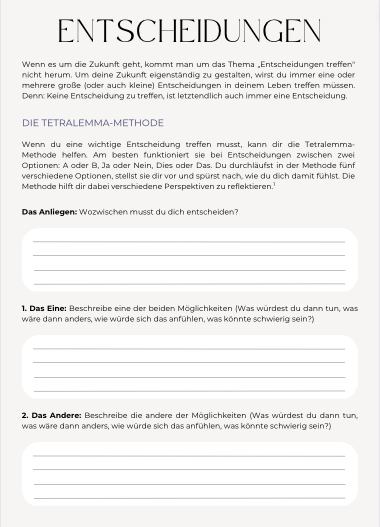 ENTSCHEIDUNGEN
Wenn es um die Zukunft geht, kommt man um das Thema „Entscheidungen treffen"
nicht herum. Um deine Zukunft eigenständig zu gestalten, wirst du immer eine oder
mehrere große (oder auch kleine) Entscheidungen in deinem Leben treffen müssen.
Denn: Keine Entscheidung zu treffen, ist letztendlich auch immer eine Entscheidung.
DIE TETRALEMMA-METHODE
Wenn du eine wichtige Entscheidung treffen musst, kann dir die Tetralemma-
Methode helfen. Am besten funktioniert sie bei Entscheidungen zwischen zwei
Optionen: A oder B, Ja oder Nein, Dies oder Das. Du durchläufst in der Methode fünf
verschiedene Optionen, stellst sie dir vor und spürst nach, wie du dich damit fühlst. Die
Methode hilft dir dabei verschiedene Perspektiven zu reflektieren.¹
Das Anliegen: Wozwischen musst du dich entscheiden?
1. Das Eine: Beschreibe eine der beiden Möglichkeiten (Was würdest du dann tun, was
wäre dann anders, wie würde sich das anfühlen, was könnte schwierig sein?)
2. Das Andere: Beschreibe die andere der Möglichkeiten (Was würdest du dann tun,
was wäre dann anders, wie würde sich das anfühlen, was könnte schwierig sein?)